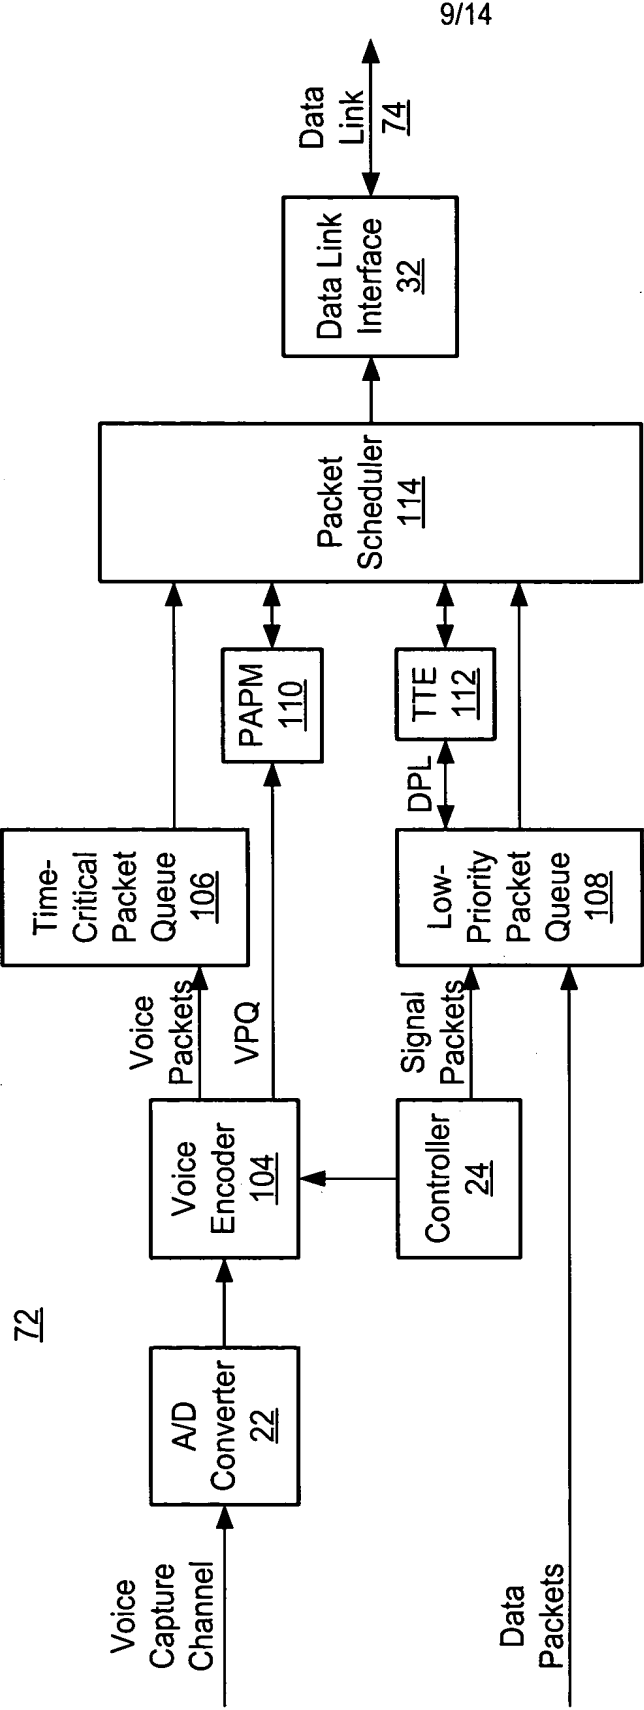 9/14
72
Voice
Capture
Channel
A/D
Converter
22
Voice
Encoder
104
Voice
Packets
VPQ
Time-
Critical
Packet
Queue
106
PAPM
110
Packet
Scheduler
114
Data Link
Interface
32
Data
Link
74
Controller
24
Signal
Packets
Low-
Priority
Packet
Queue
108
DPL
TTE
112
Data
Packets